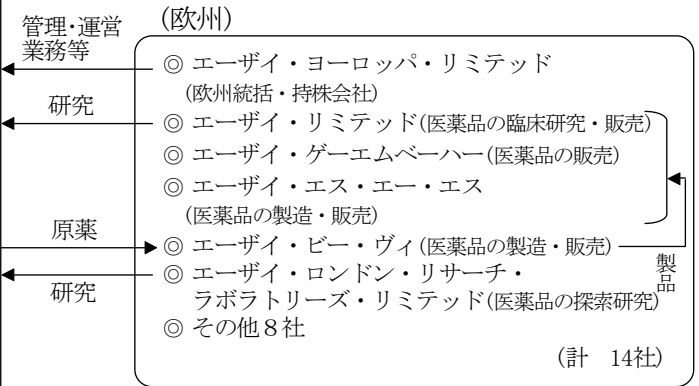 管理・運営
業務等
(欧州)
◎ エーザイ・ヨーロッパ・リミテッド
(欧州統括・持株会社)
研究
◎ エーザイ・リミテッド(医薬品の臨床研究・販売)
◎ エーザイ・ゲーエムベーハー(医薬品の販売)
◎ エーザイ・エス・エー・エス
(医薬品の製造・販売)
原薬
◎ エーザイ・ビー・ヴィ(医薬品の製造・販売)
製品
研究
◎ エーザイ・ロンドン・リサーチ・
ラボラトリーズ・リミテッド(医薬品の探索研究)
◎ その他８社
(計　14社)